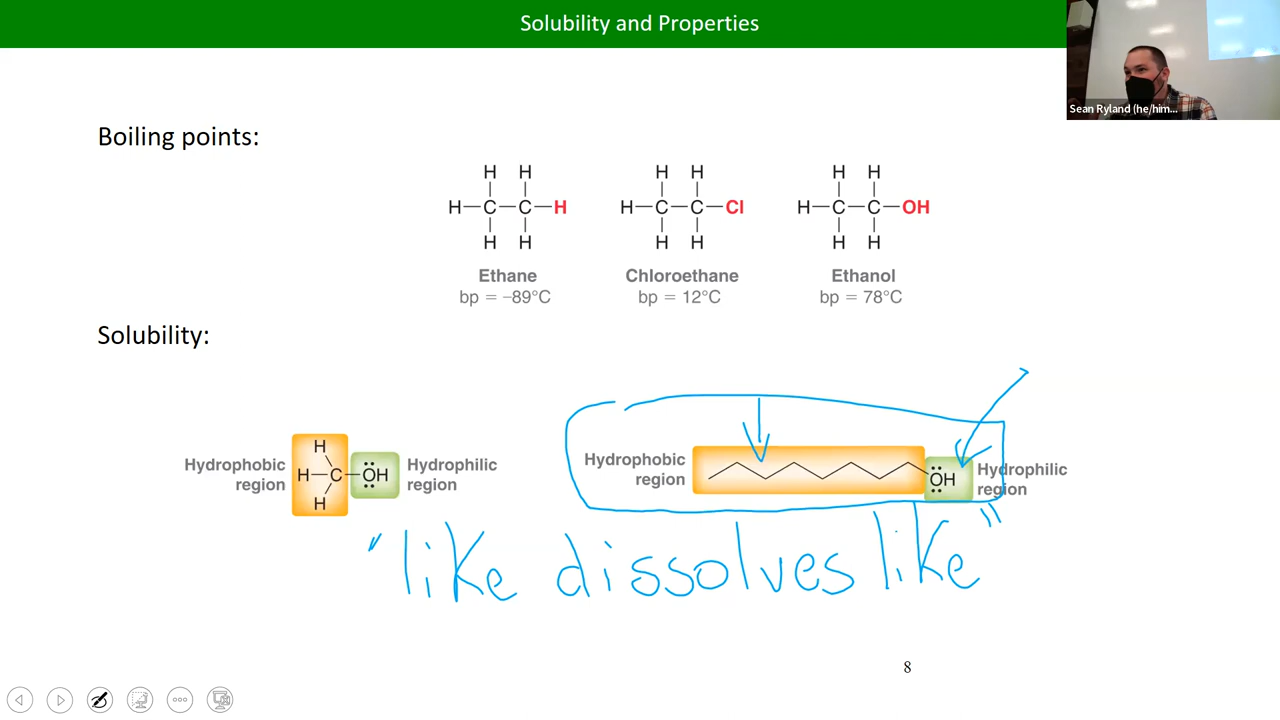 Solubility and Properties
Sean Ryland (he/him...
Boiling points:
H H
H—C—C—H
H H
Ethane
bp = –89°C
H H
H—C—C—Cl
H H
Chloroethane
bp = 12°C
H H
H—C—C—OH
H H
Ethanol
bp = 78°C
Solubility:
Hydrophobic
region
H
H—C—OH
H
Hydrophilic
region
Hydrophobic
region
OH
Hydrophilic
region
"like dissolves like"
8